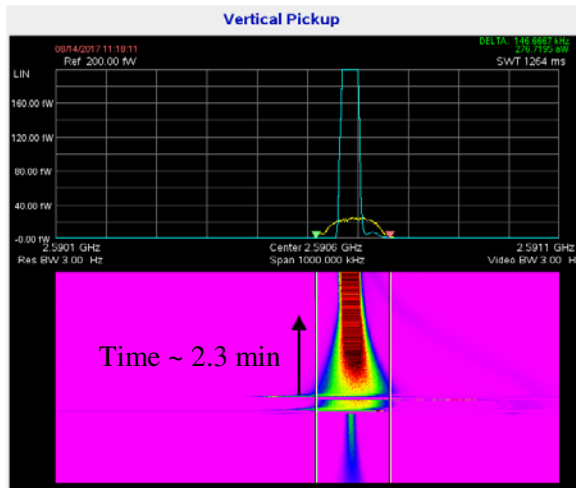 Vertical Pickup
08/14/2017 11:18:11
DELTA: 146.6667 kHz
276.7195 aW
Ref 200.00 fW
SWT 1264 ms
LIN
160.00 fW
120.00 fW
80.00 fW
40.00 fW
-0.00 fW
2.5901 GHz
Center 2.5906 GHz
2.5911 GHz
Res BW 3.00 Hz
Span 1000.000 kHz
Video BW 3.00 H
Time ~ 2.3 min